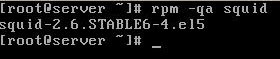 [root@server ~]# rpm -qa squid
squid-2.6.STABLE6-4.el5
[root@server ~]# _